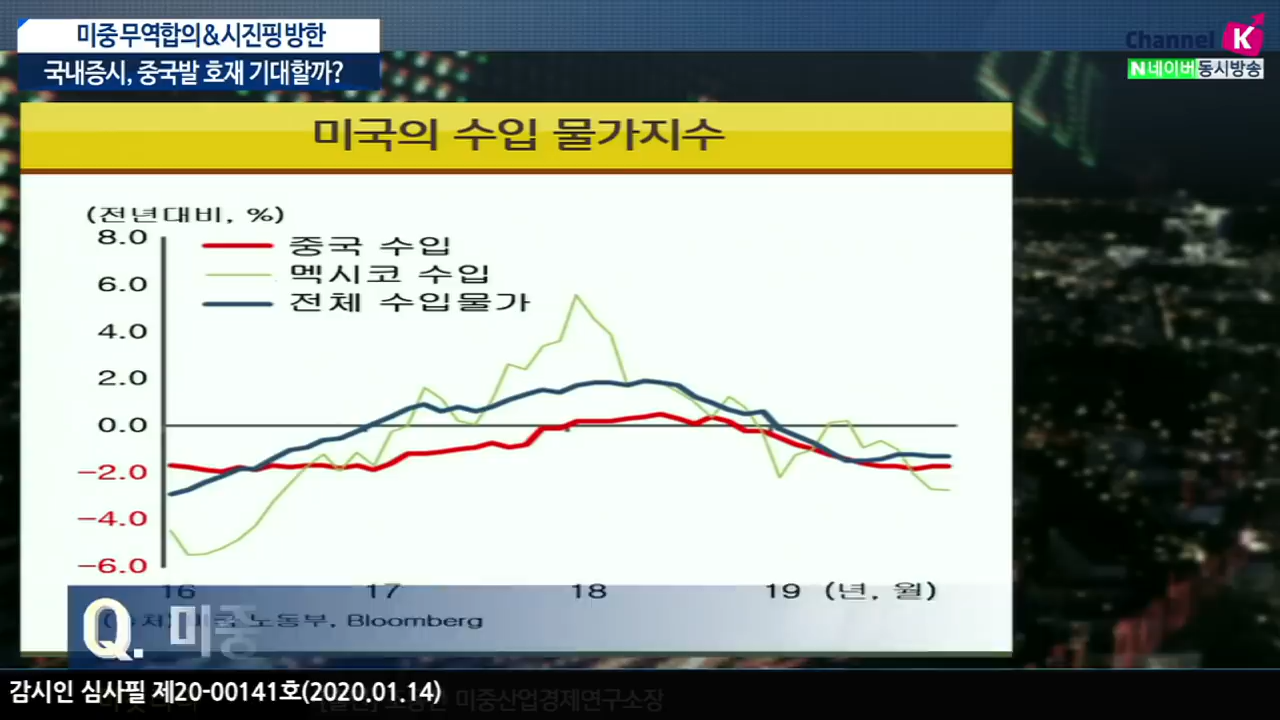 미중 무역합의&시진핑 방한
국내증시, 중국발 호재 기대할까?
Channel K
N 네이버 동시방송
미국의 수입 물가지수
(전년대비, %)
8.0
6.0
4.0
2.0
0.0
−2.0
−4.0
−6.0
중국 수입
멕시코 수입
전체 수입물가
16 17 18 19 (년, 월)
노동부, Bloomberg
Q. 미중
감시인 심사필 제20-00141호(2020.01.14)
미중산업경제연구소장